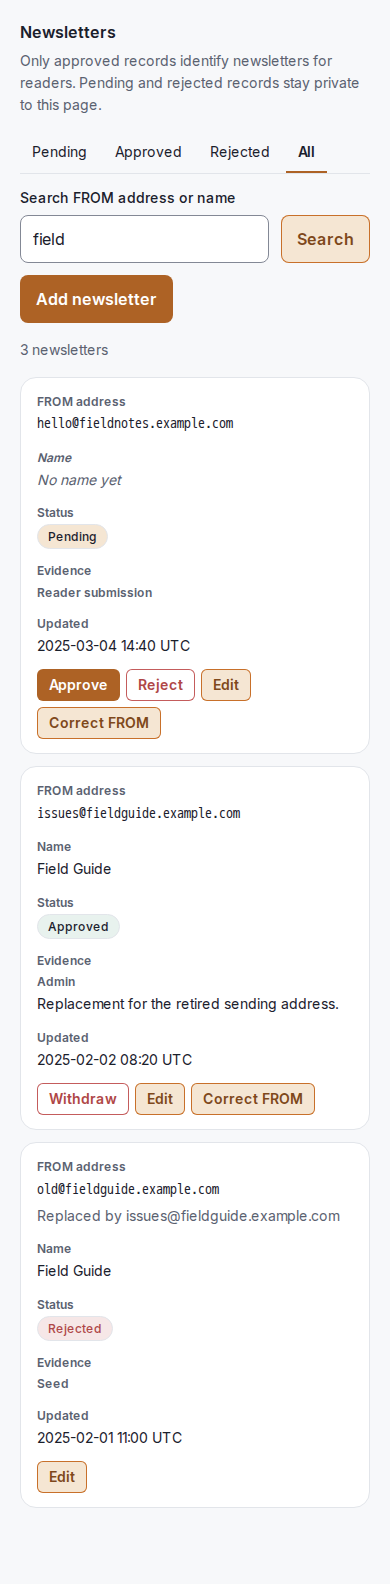 Newsletters
Only approved records identify newsletters for
readers. Pending and rejected records stay private
to this page.
Pending Approved Rejected All
Search FROM address or name
field Search
Add newsletter
3 newsletters
FROM address
hello@fieldnotes.example.com
Name
No name yet
Status
Pending
Evidence
Reader submission
Updated
2025-03-04 14:40 UTC
Approve Reject Edit
Correct FROM
FROM address
issues@fieldguide.example.com
Name
Field Guide
Status
Approved
Evidence
Admin
Replacement for the retired sending address.
Updated
2025-02-02 08:20 UTC
Withdraw Edit Correct FROM
FROM address
old@fieldguide.example.com
Replaced by issues@fieldguide.example.com
Name
Field Guide
Status
Rejected
Evidence
Seed
Updated
2025-02-01 11:00 UTC
Edit